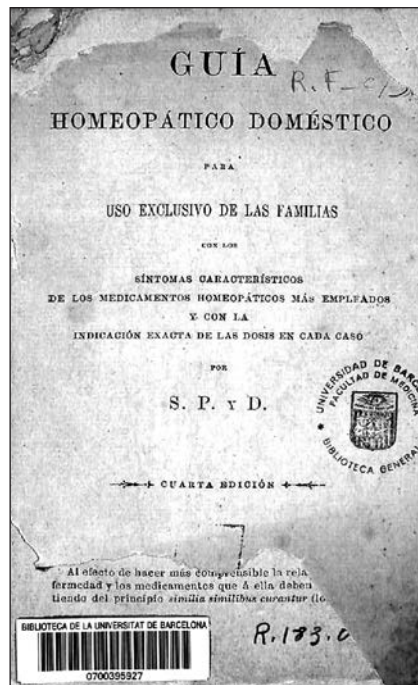 GUÍA
HOMEOPÁTICO DOMÉSTICO
PARA
USO EXCLUSIVO DE LAS FAMILIAS
CON LOS
SÍNTOMAS CARACTERÍSTICOS
DE LOS MEDICAMENTOS HOMEOPÁTICOS MÁS EMPLEADOS
Y CON LA
INDICACIÓN EXACTA DE LAS DOSIS EN CADA CASO
POR
S. P. Y D.
UNIVERSIDAD DE BARCEL
FACULTAD DE MEDICINA
BIBLIOTECA GENERAL
CUARTA EDICIÓN
Al efecto de hacer más comprensible la rela
fermedad y los medicamentos que á ella deben
tiendo del principio similia similibus curantur (lo
BIBLIOTECA DE LA UNIVERSITAT DE BARCELONA
0700395927
R.183.